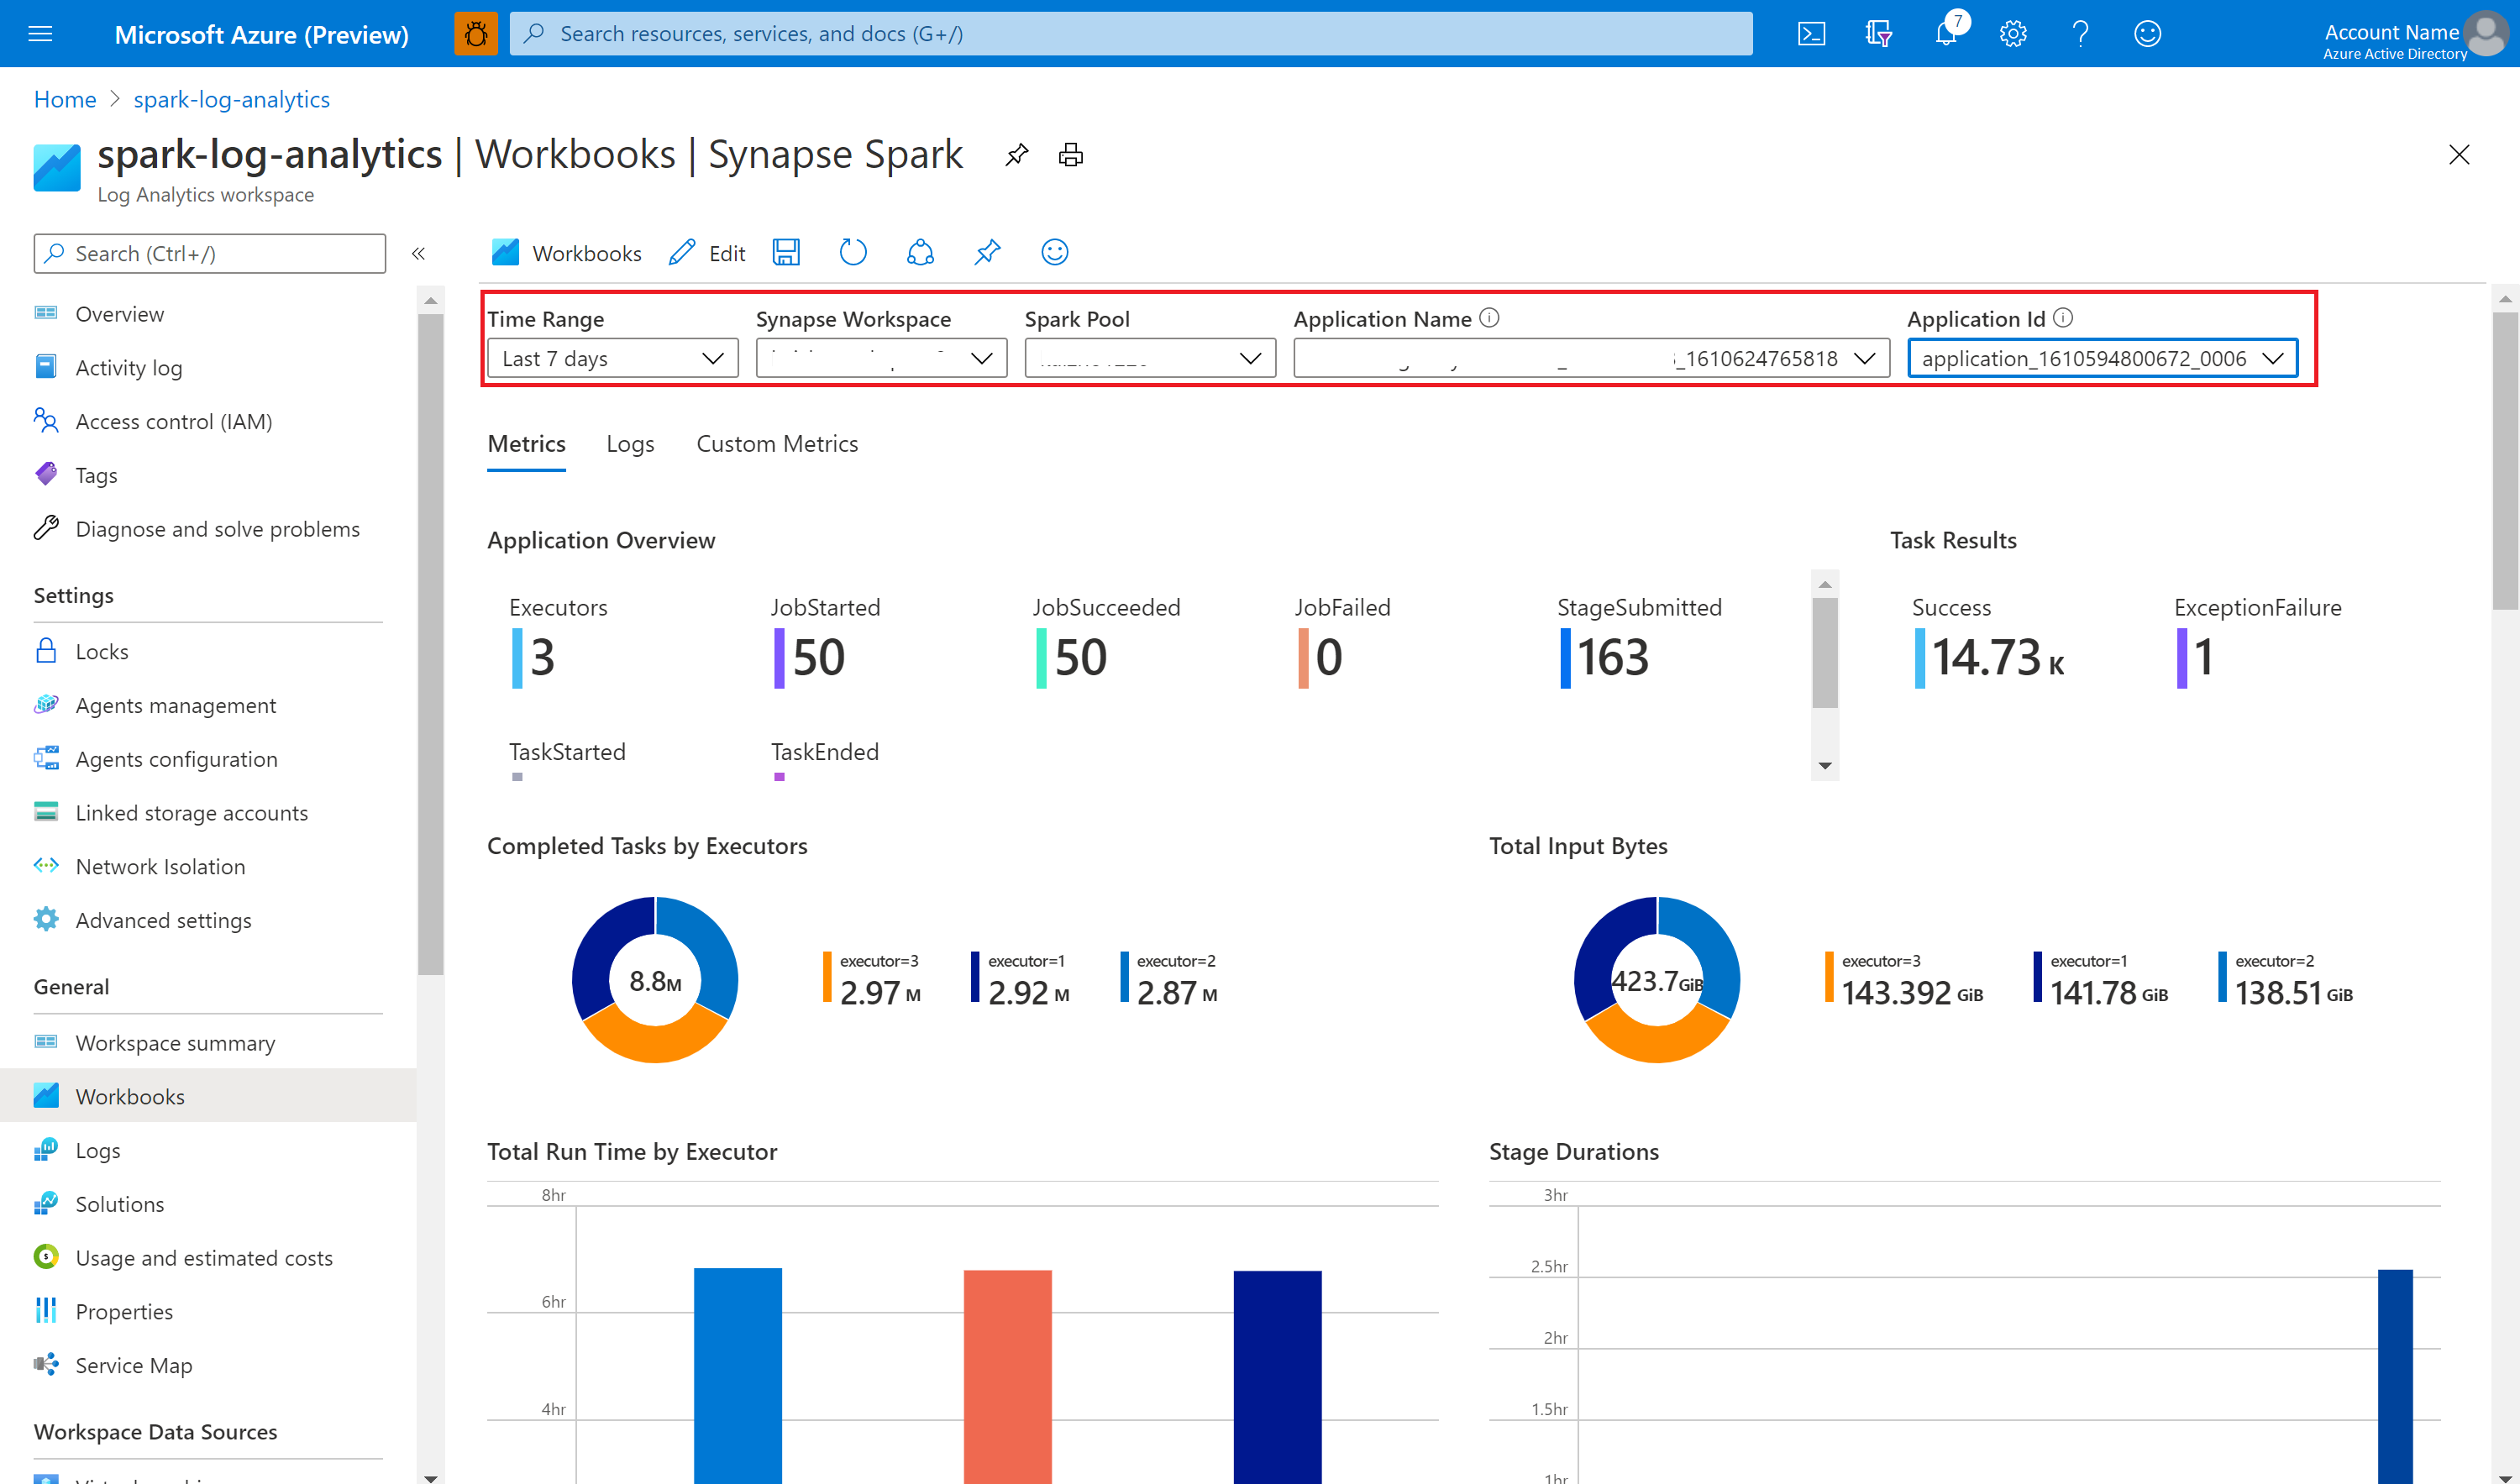 Microsoft Azure (Preview)
Search resources, services, and docs (G+/)
7
Account Name
Azure Active Directory
Home > spark-log-analytics
spark-log-analytics | Workbooks | Synapse Spark
Log Analytics workspace
Search (Ctrl+/)
«
Workbooks
Edit
Overview
Activity log
Access control (IAM)
Tags
Diagnose and solve problems
Settings
Locks
Agents management
Agents configuration
Linked storage accounts
Network Isolation
Advanced settings
General
Workspace summary
Workbooks
Logs
Solutions
Usage and estimated costs
Properties
Service Map
Workspace Data Sources
Time Range
Synapse Workspace
Spark Pool
Application Name
Application Id
Last 7 days
_1610624765818
application_1610594800672_0006
Metrics
Logs
Custom Metrics
Application Overview
Executors
3
JobStarted
50
JobSucceeded
50
JobFailed
0
StageSubmitted
163
TaskStarted
TaskEnded
Task Results
Success
14.73 K
ExceptionFailure
1
Completed Tasks by Executors
8.8M
executor=3
2.97 M
executor=1
2.92 M
executor=2
2.87 M
Total Input Bytes
423.7GiB
executor=3
143.392 GiB
executor=1
141.78 GiB
executor=2
138.51 GiB
Total Run Time by Executor
8hr
6hr
4hr
Stage Durations
3hr
2.5hr
2hr
1.5hr
1hr